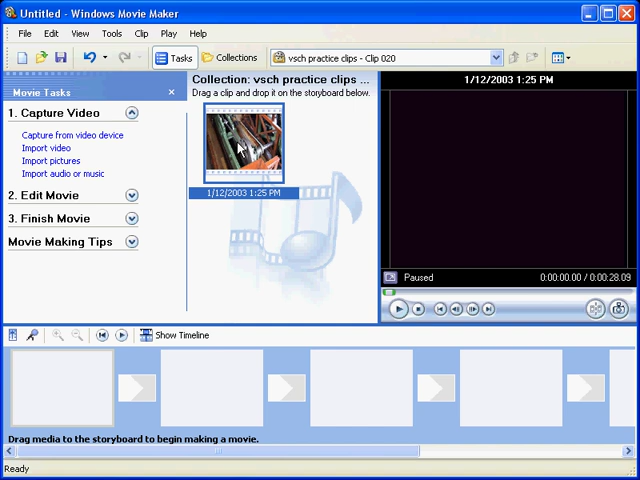 Untitled - Windows Movie Maker
File Edit View Tools Clip Play Help
Tasks Collections vsch practice clips - Clip 020
Movie Tasks
1. Capture Video
Capture from video device
Import video
Import pictures
Import audio or music
2. Edit Movie
3. Finish Movie
Movie Making Tips
Collection: vsch practice clips ...
Drag a clip and drop it on the storyboard below.
1/12/2003 1:25 PM
1/12/2003 1:25 PM
Paused 0:00:00.00 / 0:00:28.09
Show Timeline
Drag media to the storyboard to begin making a movie.
Ready